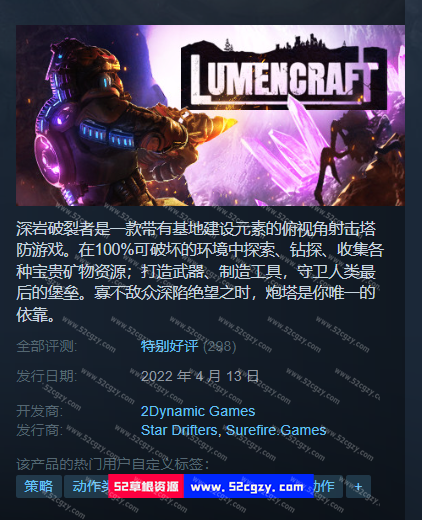 LUMENCRAFT
深岩破裂者是一款带有基地建设元素的俯视角射击塔
防游戏。在100%可破坏的环境中探索、钻探、收集各
种宝贵矿物资源；打造武器、制造工具，守卫人类最
后的堡垒。寡不敌众深陷绝望之时，炮塔是你唯一的
依靠。
全部评测: 特别好评 (298)
发行日期: 2022 年 4 月 13 日
开发商: 2Dynamic Games
发行商: Star Drifters, Surefire.Games
该产品的热门用户自定义标签:
策略 动作 动作 +
52草根资源 www.52cgzy.com
www.52cgzy.com